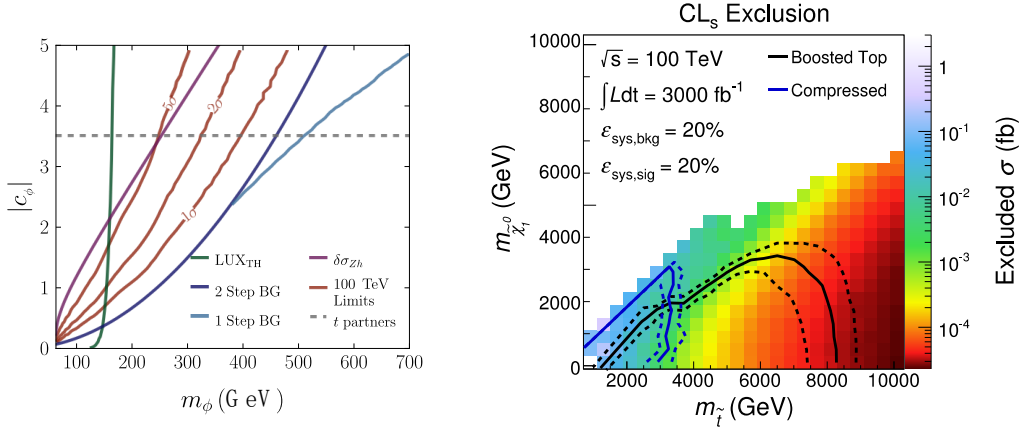 5
4
3
2
1
0
|c_ϕ|
5σ
2σ
1σ
LUX_TH
2 Step BG
1 Step BG
δσ_Zh
100 TeV
Limits
t partners
100 200 300 400 500 600 700
m_ϕ (G eV)
CL_s Exclusion
10000
8000
6000
4000
2000
0
m_χ̃₁⁰
(GeV)
√s = 100 TeV
∫Ldt = 3000 fb⁻¹
ε_sys,bkg = 20%
ε_sys,sig = 20%
Boosted Top
Compressed
2000 4000 6000 8000 10000
m_t̃ (GeV)
1
10⁻¹
10⁻²
10⁻³
10⁻⁴
Excluded σ (fb)